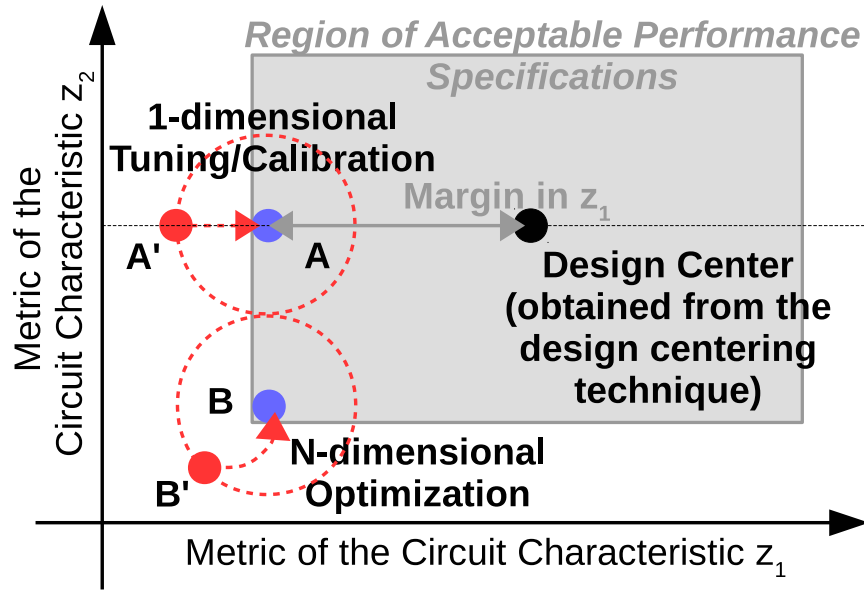 Region of Acceptable Performance
Specifications
1-dimensional
Tuning/Calibration
Margin in z1
A'
A
Design Center
(obtained from the
design centering
technique)
B
B'
N-dimensional
Optimization
Metric of the
Circuit Characteristic z2
Metric of the Circuit Characteristic z1